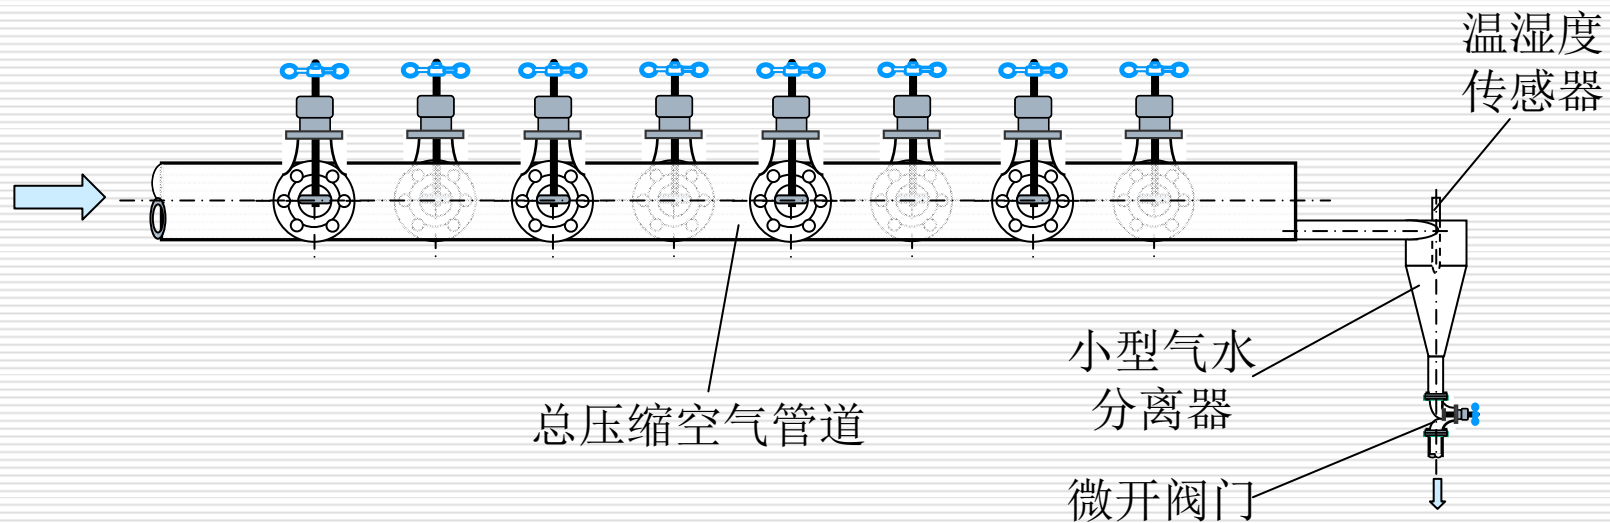 温湿度
传感器
小型气水
分离器
总压缩空气管道
微开阀门